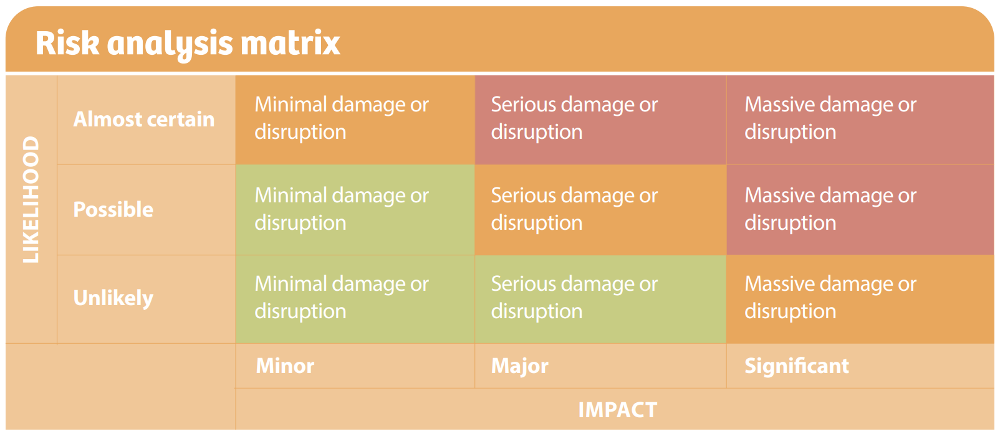 Risk analysis matrix
LIKELIHOOD
Almost certain
Minimal damage or
disruption
Serious damage or
disruption
Massive damage or
disruption
Possible
Minimal damage or
disruption
Serious damage or
disruption
Massive damage or
disruption
Unlikely
Minimal damage or
disruption
Serious damage or
disruption
Massive damage or
disruption
Minor
Major
Significant
IMPACT